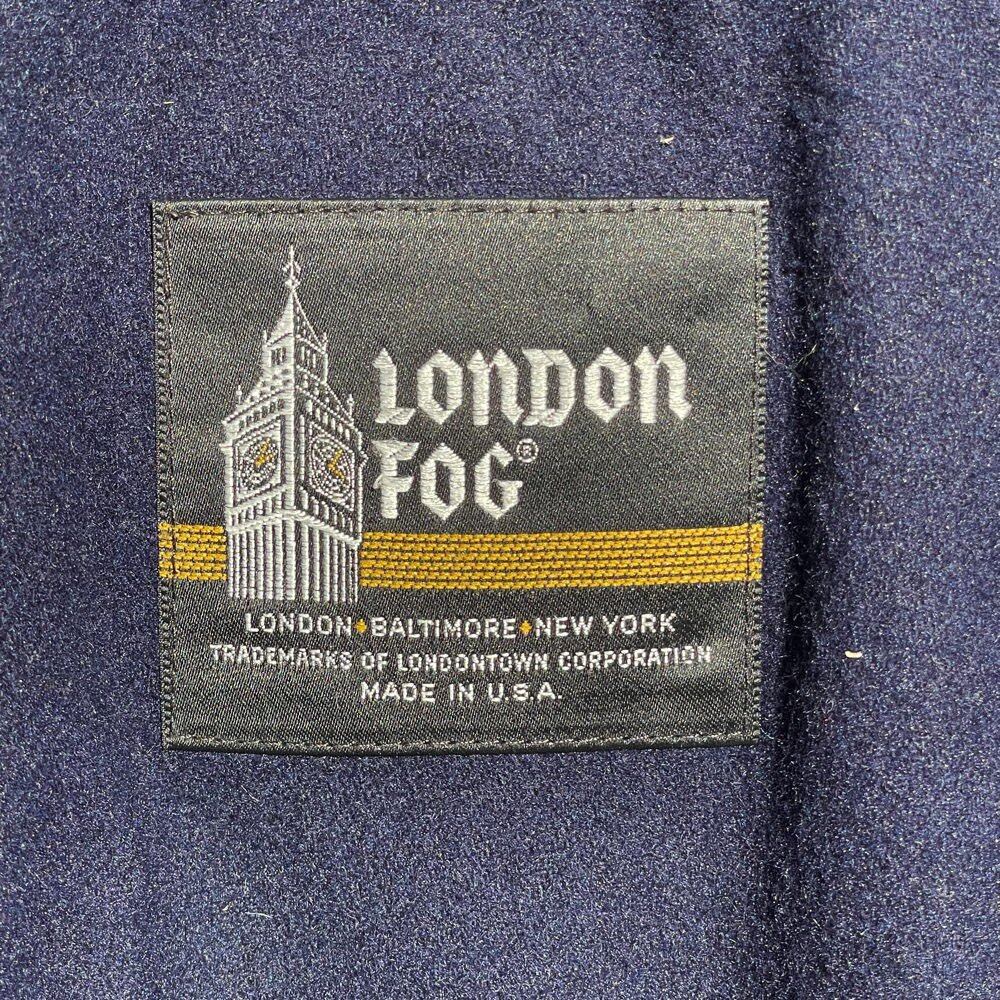 LONDON
FOG®
LONDON♦BALTIMORE♦NEW YORK
TRADEMARKS OF LONDONTOWN CORPORATION
MADE IN U.S.A.